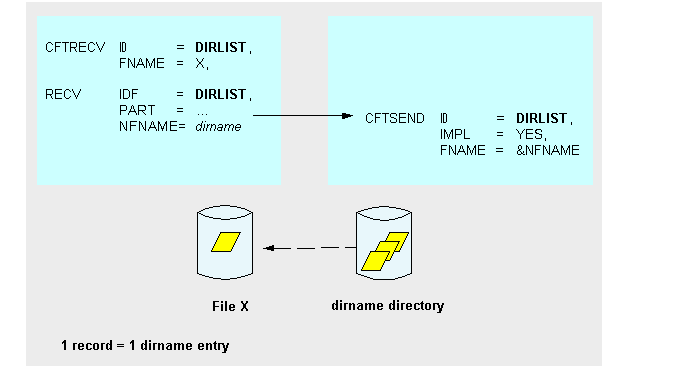 CFTRECV ID = DIRLIST,
FNAME = X,
RECV IDF = DIRLIST,
PART = ...
NFNAME= dirname
CFTSEND ID = DIRLIST,
IMPL = YES,
FNAME = &NFNAME
File X
dirname directory
1 record = 1 dirname entry